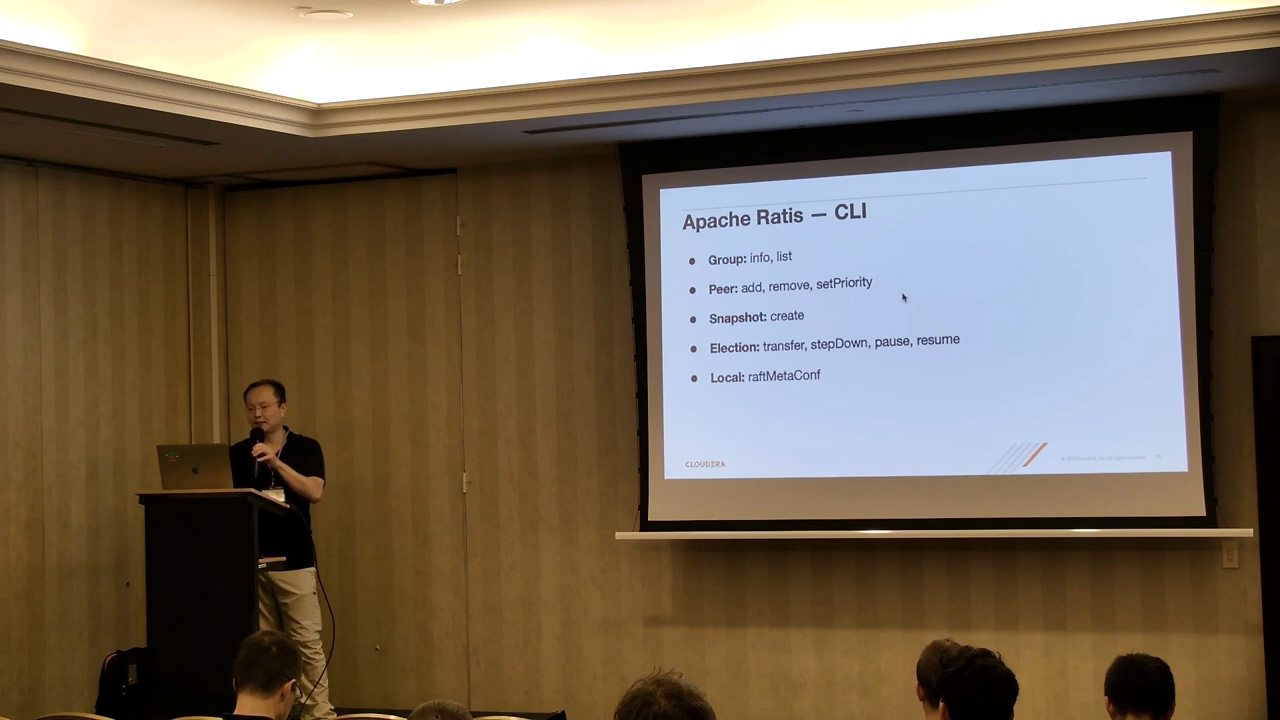 Apache Ratis — CLI
● Group: info, list
● Peer: add, remove, setPriority
● Snapshot: create
● Election: transfer, stepDown, pause, resume
● Local: raftMetaConf
CLOUDERA